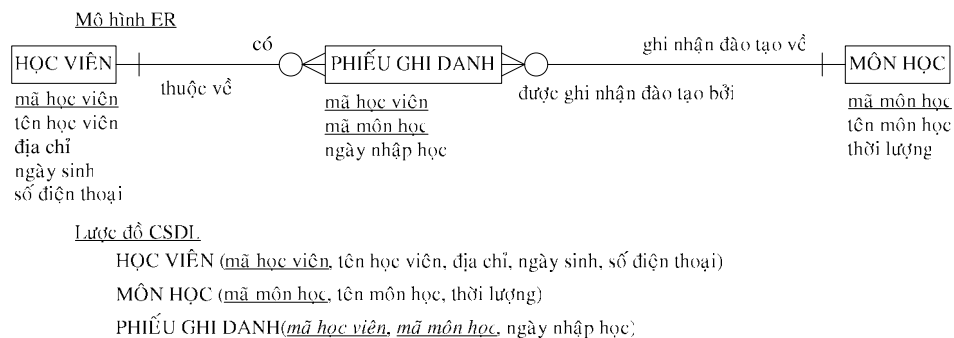 Mô hình ER
HỌC VIÊN
có
thuộc về
PHIẾU GHI DANH
ghi nhận đào tạo về
được ghi nhận đào tạo bởi
MÔN HỌC
mã học viên
tên học viên
địa chỉ
ngày sinh
số điện thoại
mã học viên
mã môn học
ngày nhập học
mã môn học
tên môn học
thời lượng
Lược đồ CSDL
HỌC VIÊN (mã học viên, tên học viên, địa chỉ, ngày sinh, số điện thoại)
MÔN HỌC (mã môn học, tên môn học, thời lượng)
PHIẾU GHI DANH(mã học viên, mã môn học, ngày nhập học)